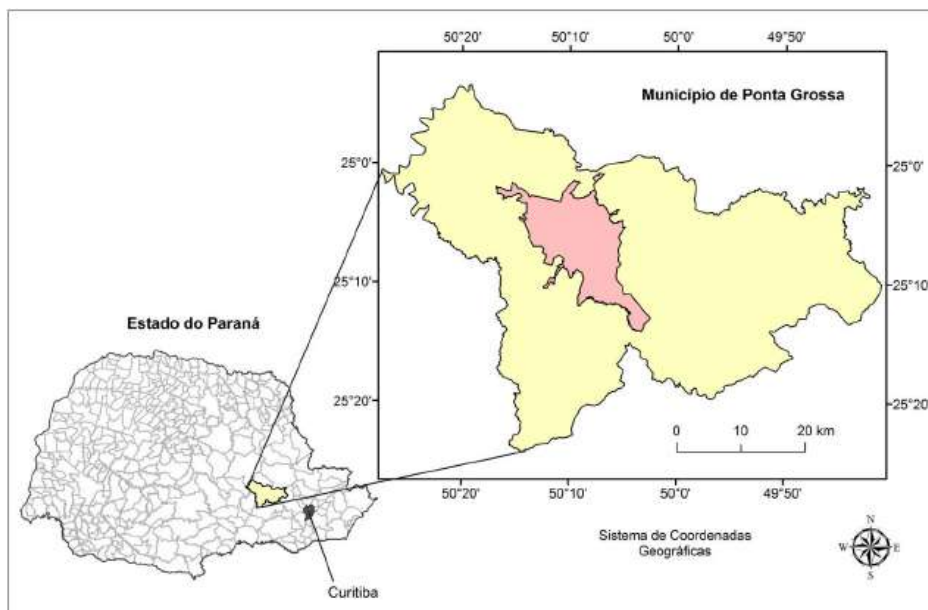 50°20' 50°10' 50°0' 49°50'
Município de Ponta Grossa
25°0' 25°0'
25°10' 25°10'
Estado do Paraná
25°20' 25°20'
0 10 20 km
50°20' 50°10' 50°0' 49°50'
Sistema de Coordenadas
Geográficas
N
W E
S
Curitiba